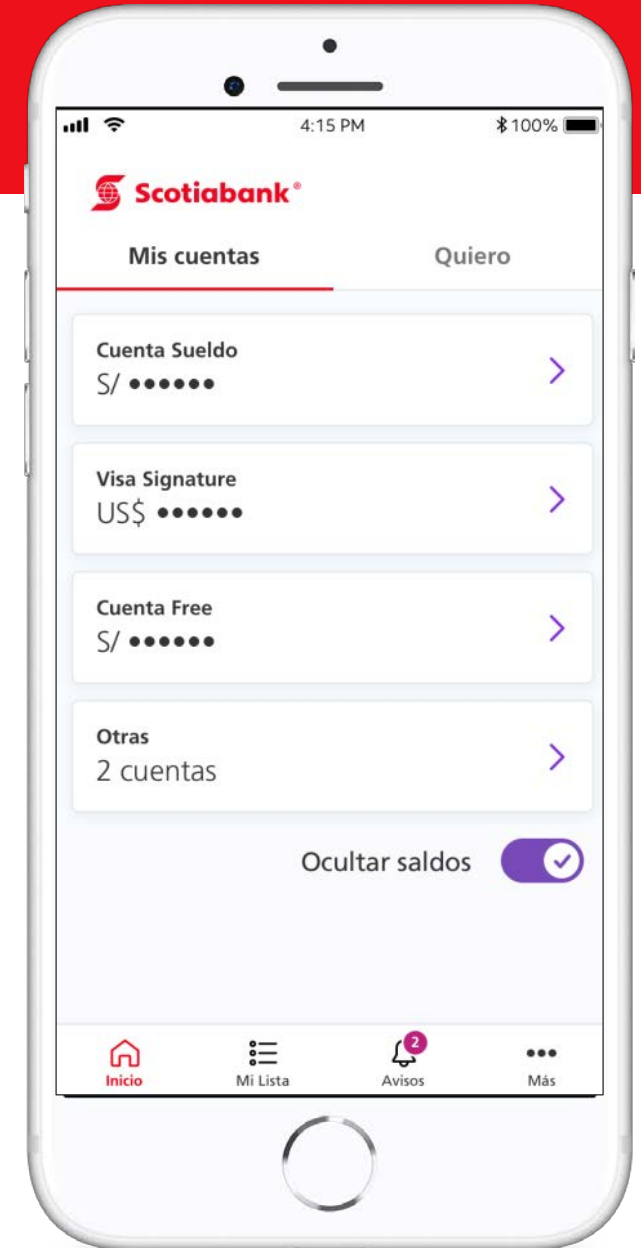 4:15 PM 100%
Scotiabank®
Mis cuentas Quiero
Cuenta Sueldo
S/ ••••••
Visa Signature
US$ ••••••
Cuenta Free
S/ ••••••
Otras
2 cuentas
Ocultar saldos
2
Inicio Mi Lista Avisos Más